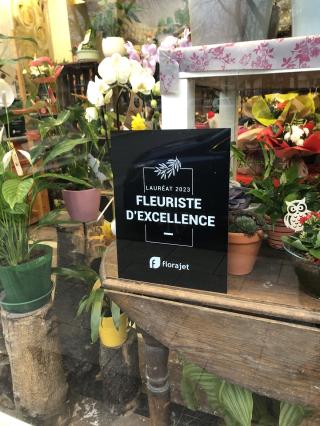 LAURÉAT 2023
FLEURISTE
D'EXCELLENCE
florajet